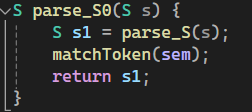 S parse_S0(S s) {
    S s1 = parse_S(s);
    matchToken(sem);
    return s1;
}